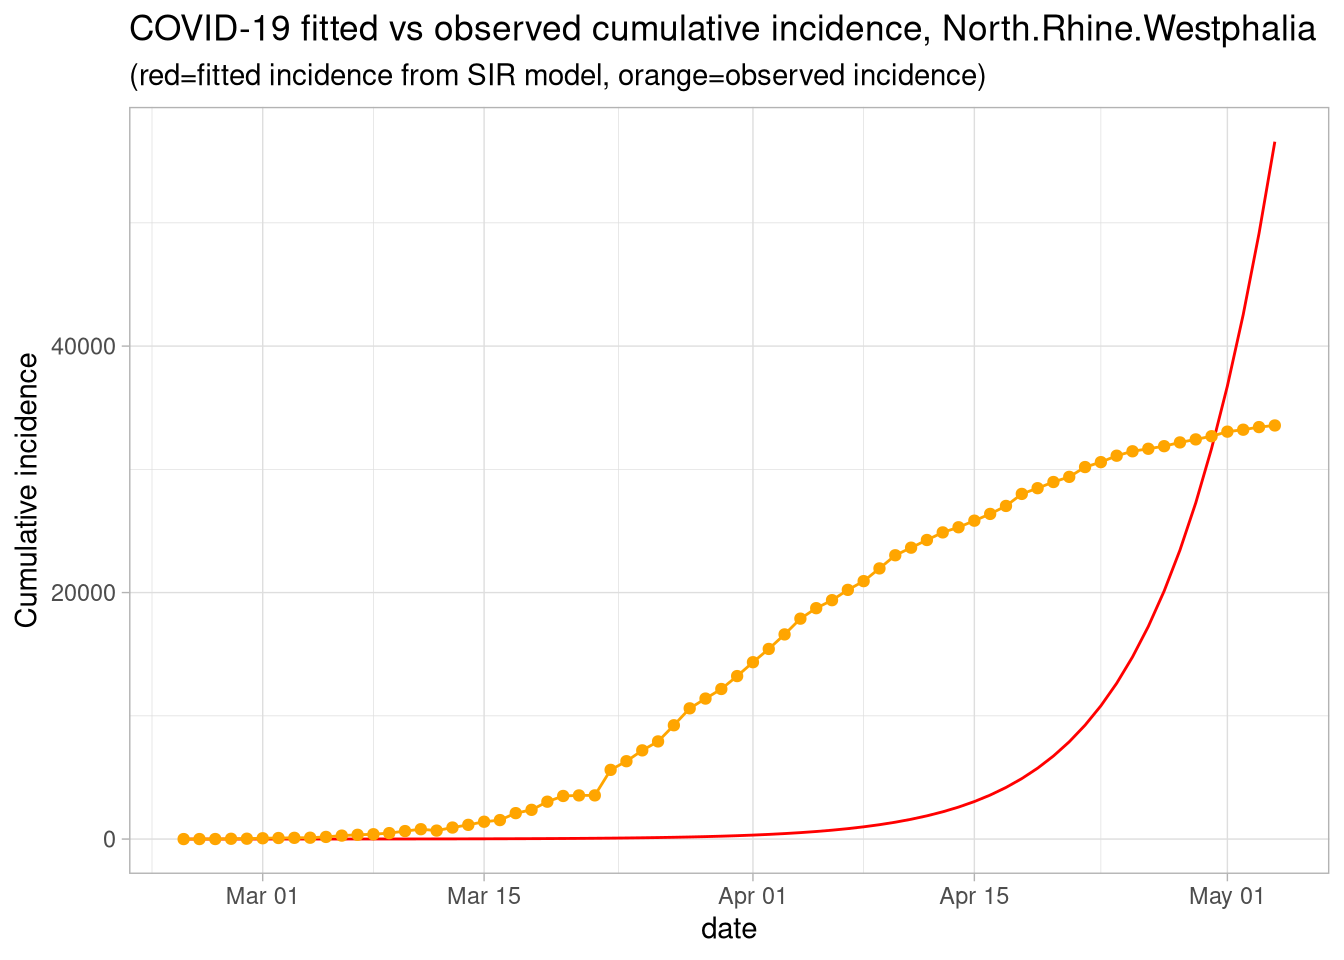 COVID-19 fitted vs observed cumulative incidence, North.Rhine.Westphalia
(red=fitted incidence from SIR model, orange=observed incidence)
Cumulative incidence
40000
20000
0
Mar 01 Mar 15 Apr 01 Apr 15 May 01
date